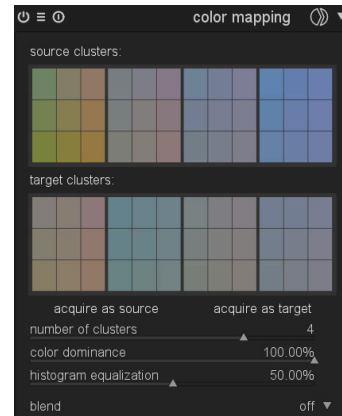 color mapping
source clusters:
target clusters:
acquire as source acquire as target
number of clusters 4
color dominance 100.00%
histogram equalization 50.00%
blend off